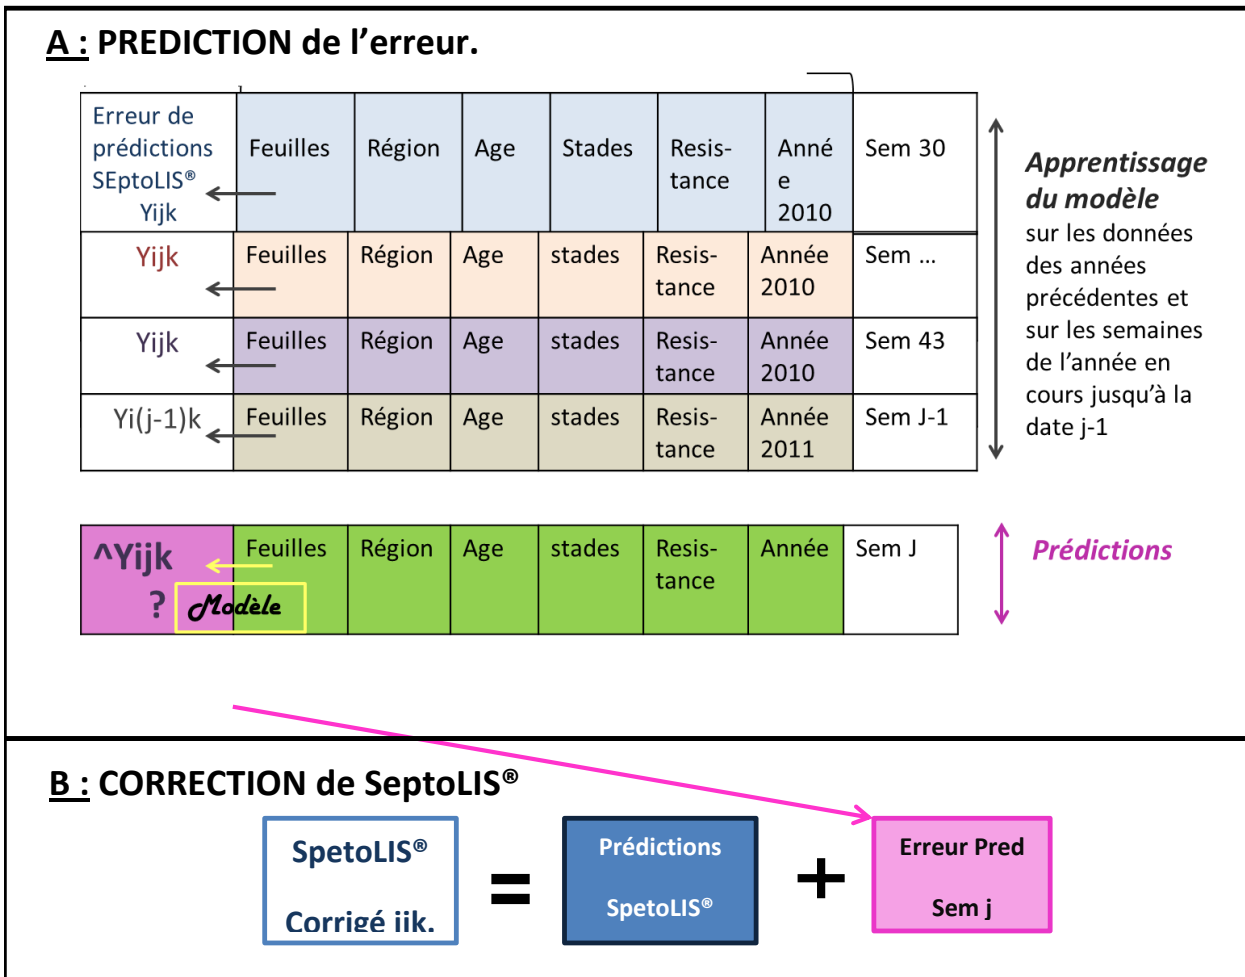 A : PREDICTION de l’erreur.
Erreur de
prédictions
SEptoLIS®
Yijk
Feuilles
Région
Age
Stades
Resis-
tance
Anné
e
2010
Sem 30
Yijk
Feuilles
Région
Age
stades
Resis-
tance
Année
2010
Sem ...
Yijk
Feuilles
Région
Age
stades
Resis-
tance
Année
2010
Sem 43
Yi(j-1)k
Feuilles
Région
Age
stades
Resis-
tance
Année
2011
Sem J-1
Apprentissage
du modèle
sur les données
des années
précédentes et
sur les semaines
de l’année en
cours jusqu’à la
date j-1
^Yijk
?
Modèle
Feuilles
Région
Age
stades
Resis-
tance
Année
Sem J
Prédictions
B : CORRECTION de SeptoLIS®
SpetoLIS®
Corrigé ijk.
=
Prédictions
SpetoLIS®
+
Erreur Pred
Sem j